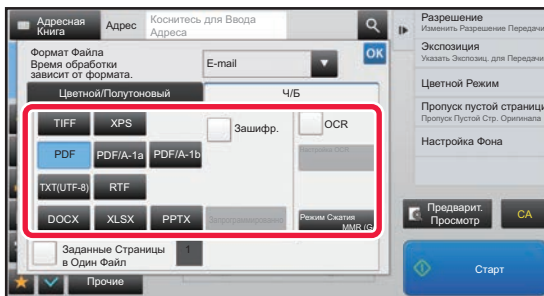 Адресная
Книга
Адрес
Коснитесь для Ввода
Адреса
Разрешение
Изменить Разрешение Передачи
Экспозиция
Указать Экспозиц. для Передачи
Цветной Режим
Пропуск пустой страницы
Пропуск Пустой Стр. Оригинала
Настройка Фона
Формат Файла
Время обработки
зависит от формата.
E-mail
OK
Цветной/Полутоновый
Ч/Б
TIFF XPS
Зашифр.
OCR
PDF PDF/A-1a PDF/A-1b
Настройка OCR
TXT(UTF-8) RTF
DOCX XLSX PPTX
Режим Сжатия
MMR (G
Заданные Страницы
в Один Файл
1
Прочие
Предварит.
Просмотр
CA
Старт